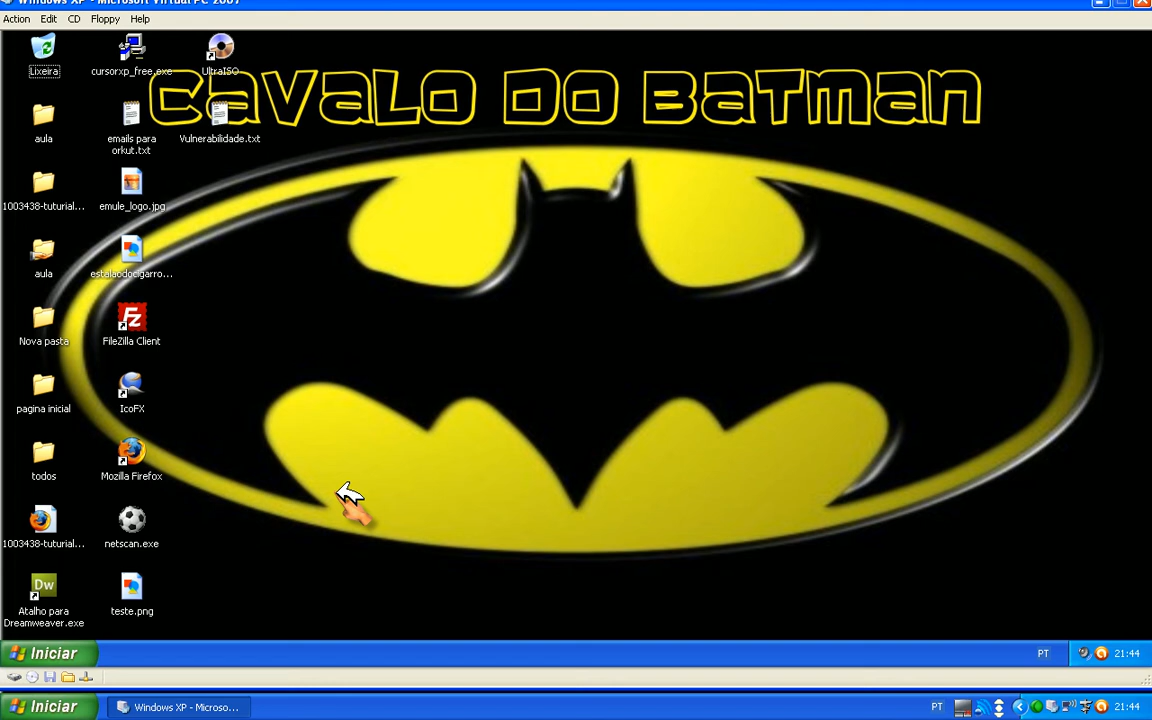 Windows XP - Microsoft Virtual PC 2007
Action Edit CD Floppy Help
CAVALO DO BATMAN
Lixeira
cursorxp_free.exe
UltraISO
aula
emails para
orkut.txt
Vulnerabilidade.txt
1003438-tuturial...
emule_logo.jpg
aula
estalaodocigarro...
Nova pasta
FileZilla Client
pagina inicial
IcoFX
todos
Mozilla Firefox
1003438-tuturial...
netscan.exe
Dw
Atalho para
Dreamweaver.exe
teste.png
Iniciar
PT
21:44
Iniciar
Windows XP - Microso...
PT
21:44